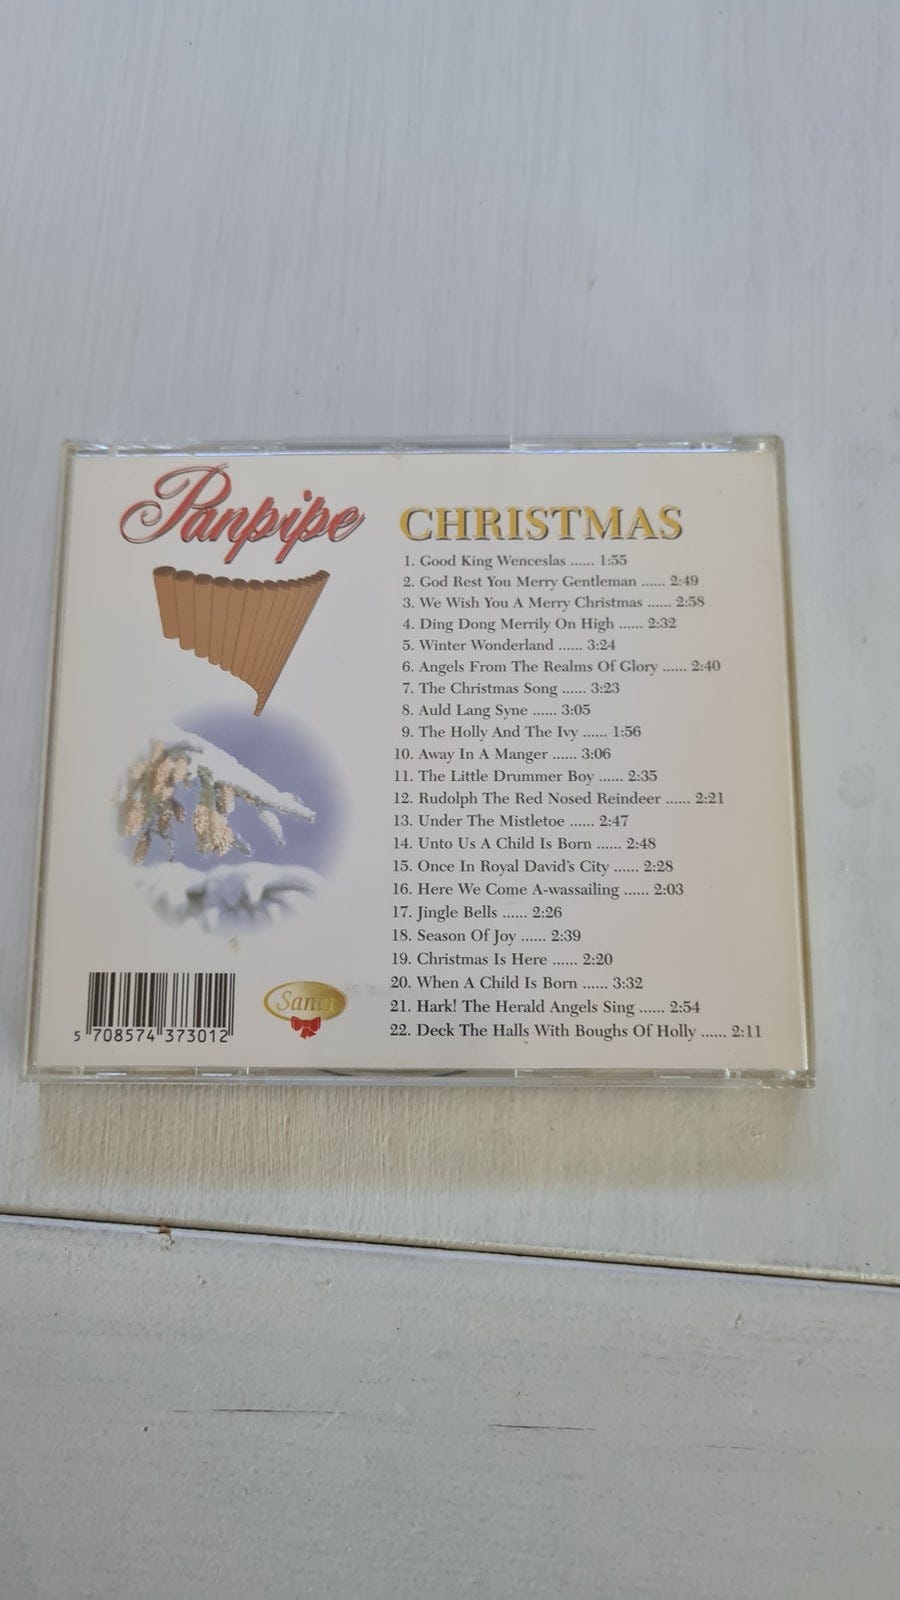 Panpipe
CHRISTMAS
1. Good King Wenceslas ...... 1:55
2. God Rest You Merry Gentleman ...... 2:49
3. We Wish You A Merry Christmas ...... 2:58
4. Ding Dong Merrily On High ...... 2:32
5. Winter Wonderland ...... 3:24
6. Angels From The Realms Of Glory ...... 2:40
7. The Christmas Song ...... 3:23
8. Auld Lang Syne ...... 3:05
9. The Holly And The Ivy ...... 1:56
10. Away In A Manger ...... 3:06
11. The Little Drummer Boy ...... 2:35
12. Rudolph The Red Nosed Reindeer ...... 2:21
13. Under The Mistletoe ...... 2:47
14. Unto Us A Child Is Born ...... 2:48
15. Once In Royal David's City ...... 2:28
16. Here We Come A-wassailing ...... 2:03
17. Jingle Bells ...... 2:26
18. Season Of Joy ...... 2:39
19. Christmas Is Here ...... 2:20
20. When A Child Is Born ...... 3:32
21. Hark! The Herald Angels Sing ...... 2:54
22. Deck The Halls With Boughs Of Holly ...... 2:11
5 708574 373012